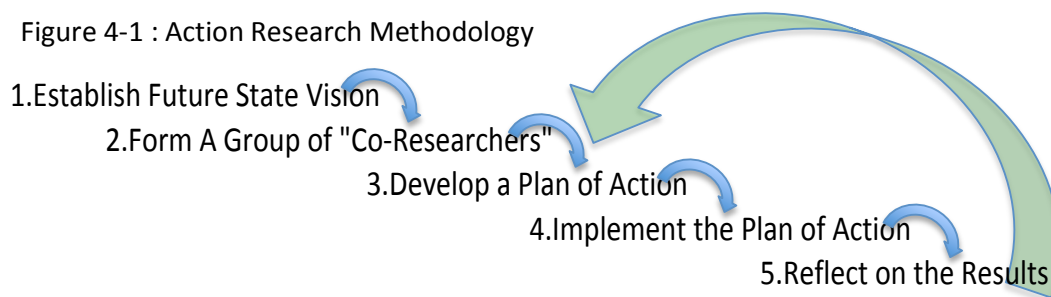 Figure 4-1 : Action Research Methodology
1.Establish Future State Vision
2.Form A Group of "Co-Researchers"
3.Develop a Plan of Action
4.Implement the Plan of Action
5.Reflect on the Results